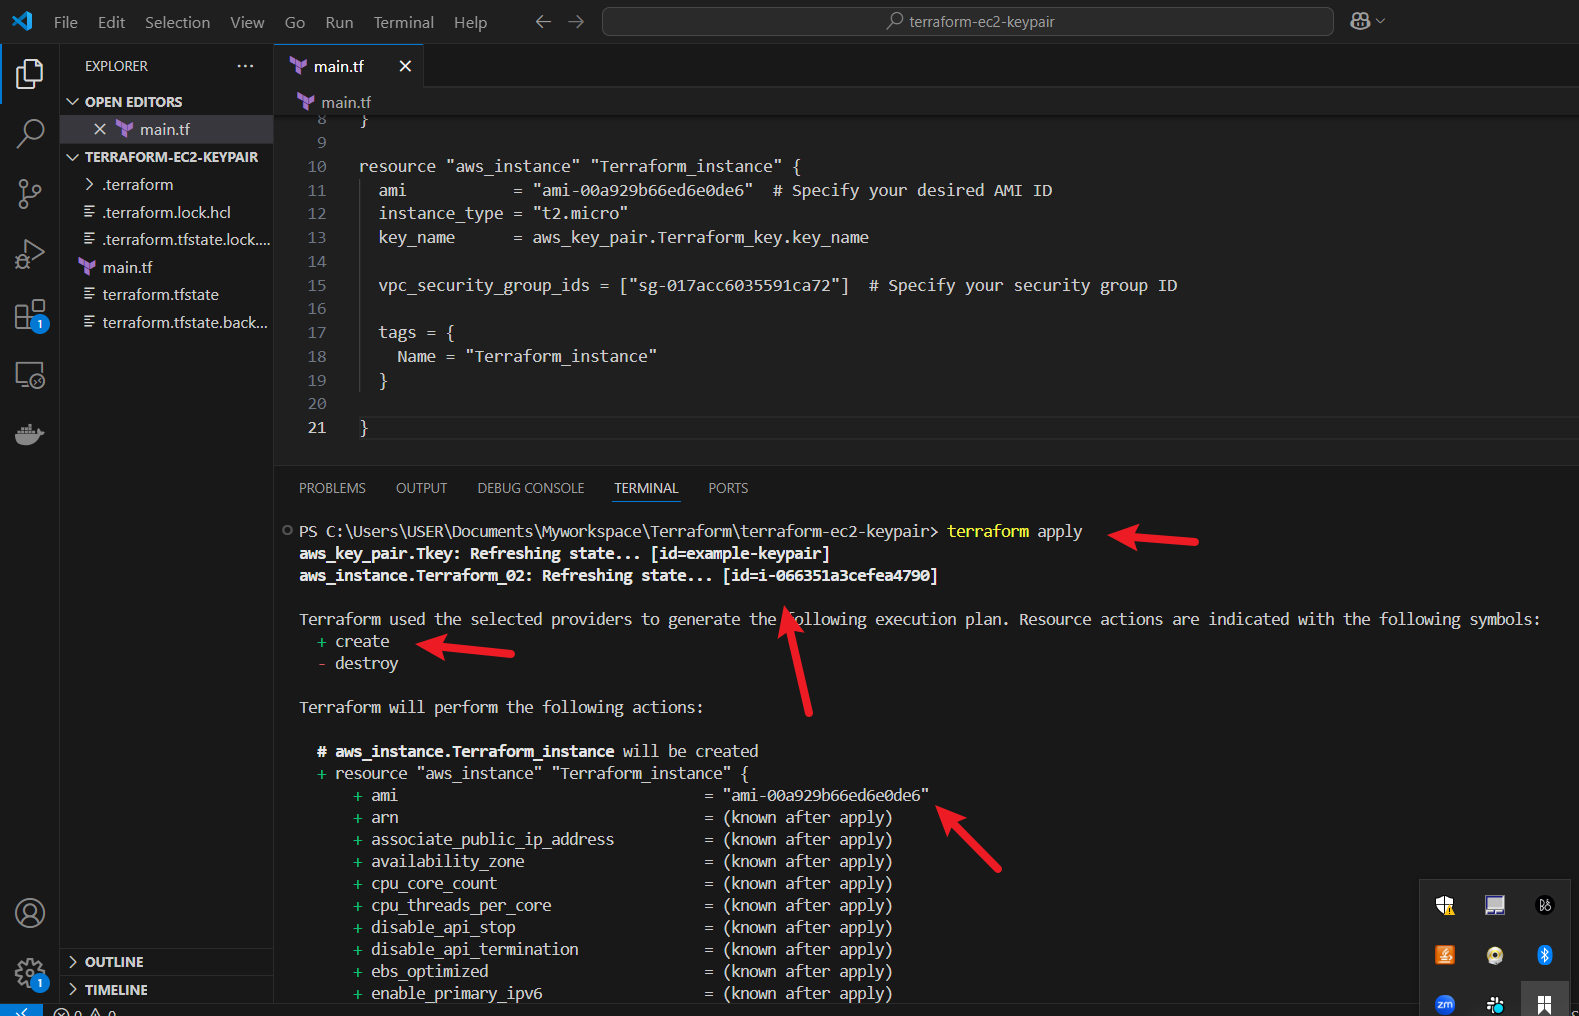 File Edit Selection View Go Run Terminal Help
terraform-ec2-keypair
EXPLORER
OPEN EDITORS
main.tf
TERRAFORM-EC2-KEYPAIR
.terraform
.terraform.lock.hcl
.terraform.tfstate.lock....
main.tf
terraform.tfstate
terraform.tfstate.back...
OUTLINE
TIMELINE
1
1
main.tf
main.tf
8 }
9
10 resource "aws_instance" "Terraform_instance" {
11 ami = "ami-00a929b66ed6e0de6" # Specify your desired AMI ID
12 instance_type = "t2.micro"
13 key_name = aws_key_pair.Terraform_key.key_name
14
15 vpc_security_group_ids = ["sg-017acc6035591ca72"] # Specify your security group ID
16
17 tags = {
18 Name = "Terraform_instance"
19 }
20
21 }
PROBLEMS OUTPUT DEBUG CONSOLE TERMINAL PORTS
PS C:\Users\USER\Documents\Myworkspace\Terraform\terraform-ec2-keypair> terraform apply
aws_key_pair.Tkey: Refreshing state... [id=example-keypair]
aws_instance.Terraform_02: Refreshing state... [id=i-066351a3cefea4790]
Terraform used the selected providers to generate the following execution plan. Resource actions are indicated with the following symbols:
+ create
- destroy
Terraform will perform the following actions:
# aws_instance.Terraform_instance will be created
+ resource "aws_instance" "Terraform_instance" {
+ ami = "ami-00a929b66ed6e0de6"
+ arn = (known after apply)
+ associate_public_ip_address = (known after apply)
+ availability_zone = (known after apply)
+ cpu_core_count = (known after apply)
+ cpu_threads_per_core = (known after apply)
+ disable_api_stop = (known after apply)
+ disable_api_termination = (known after apply)
+ ebs_optimized = (known after apply)
+ enable_primary_ipv6 = (known after apply)
zm
0 0